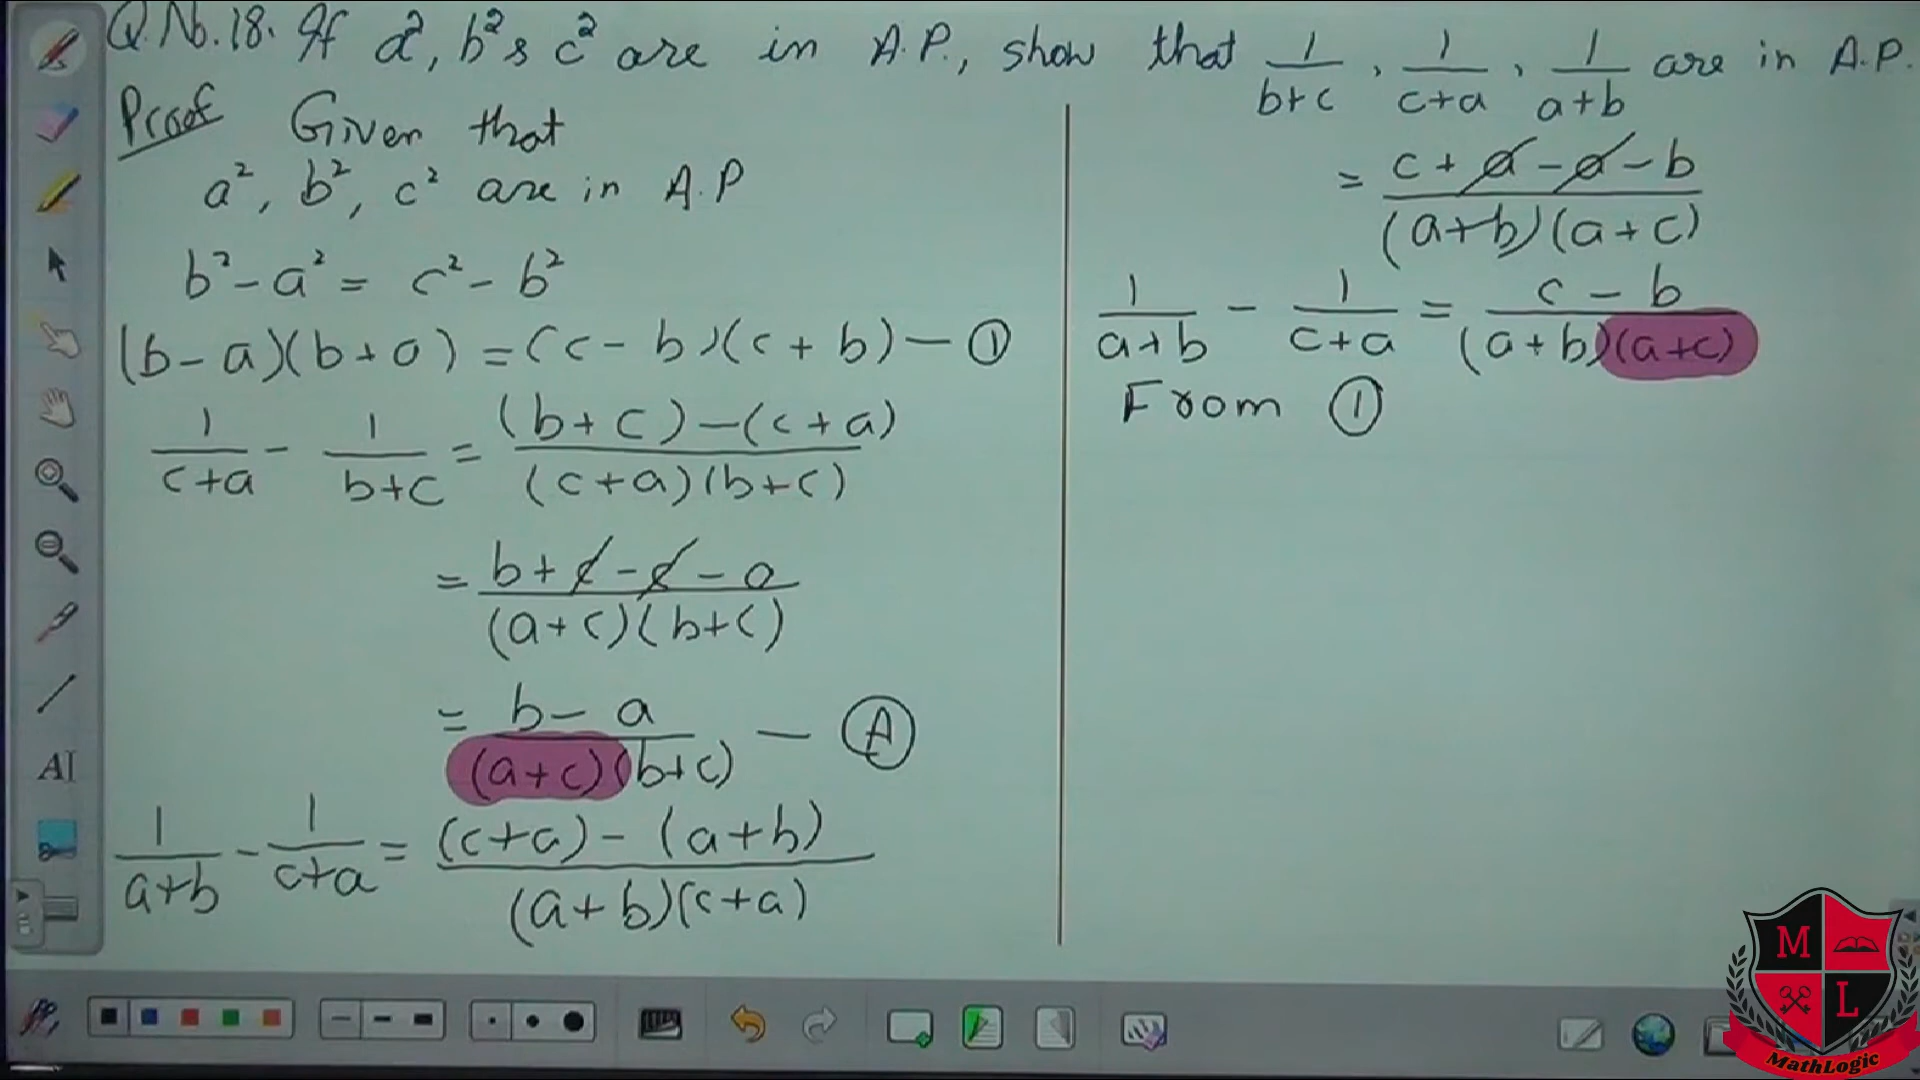 Q.No.18. If a², b² & c² are in A.P., show that 1/(b+c), 1/(c+a), 1/(a+b) are in A.P.
Proof Given that
a², b², c² are in A.P
b² - a² = c² - b²
(b-a)(b+a) = (c-b)(c+b) — ①
1/(c+a) - 1/(b+c) = ((b+c)-(c+a))/((c+a)(b+c))
= (b+c-c-a)/((a+c)(b+c))
= (b-a)/((a+c)(b+c)) — Ⓐ
1/(a+b) - 1/(c+a) = ((c+a)-(a+b))/((a+b)(c+a))
= (c+a-a-b)/((a+b)(a+c))
1/(a+b) - 1/(c+a) = (c-b)/((a+b)(a+c))
From ①
AI
M
L
MathLogic